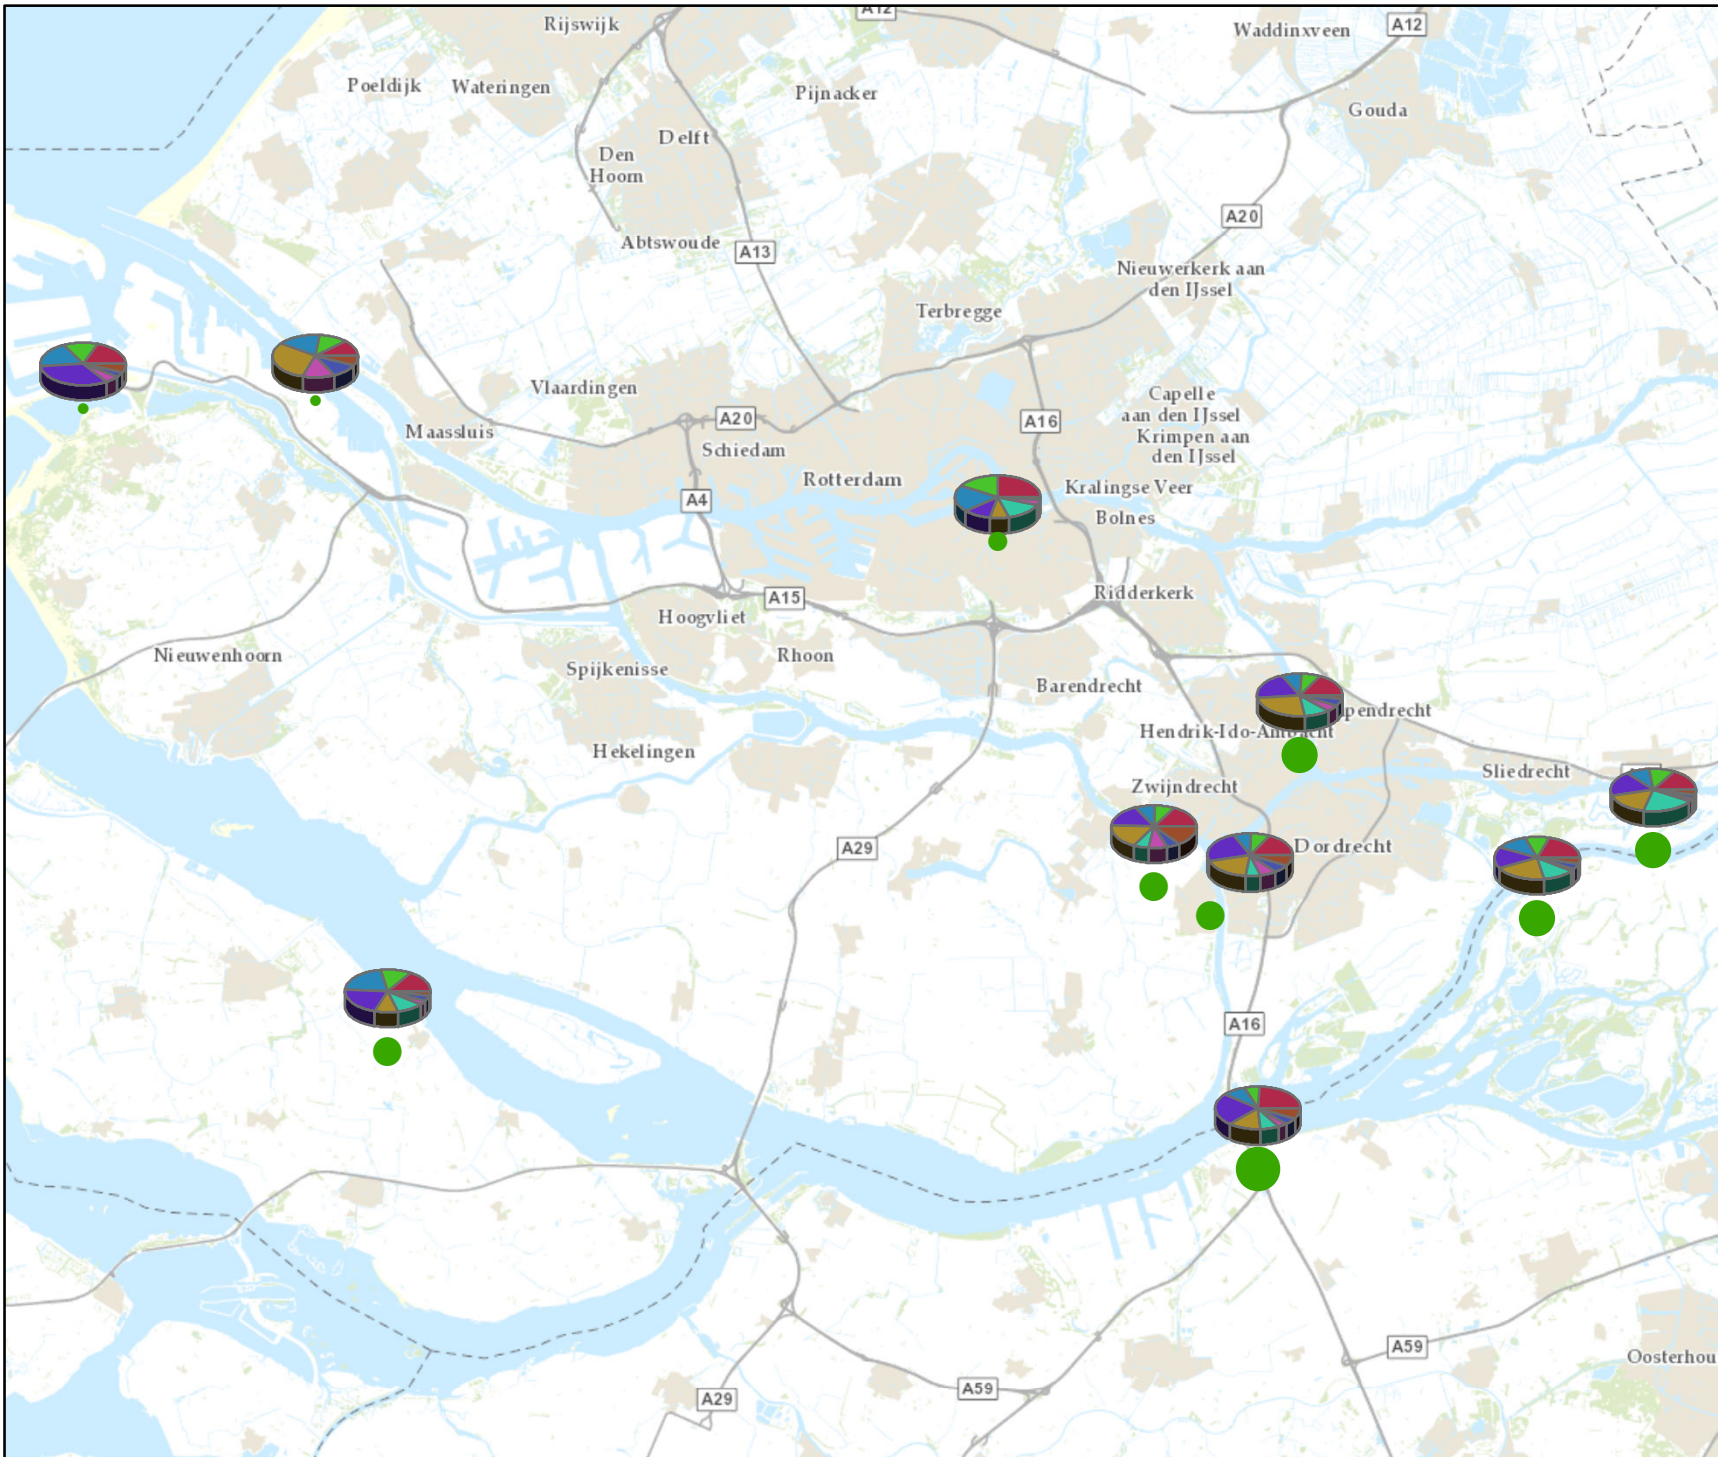 A12
Rijswijk
Waddinxveen
A12
Poeldijk
Wateringen
Pijnacker
Gouda
Delft
Den
Hoorn
A20
Abtswoude
A13
Nieuwerkerk aan
den IJssel
Terbregge
Vlaardingen
Capelle
aan den IJssel
A20
A16
Maassluis
Krimpen aan
den IJssel
Schiedam
Rotterdam
Kralingse Veer
A4
Bolnes
Ridderkerk
A15
Hoogvliet
Nieuwenhoorn
Rhoon
Spijkenisse
Barendrecht
pendrecht
Hendrik-Ido-Ambacht
Hekelingen
Sliedrecht
Zwijndrecht
A29
Dordrecht
A16
A59
Oosterhou
A59
A29